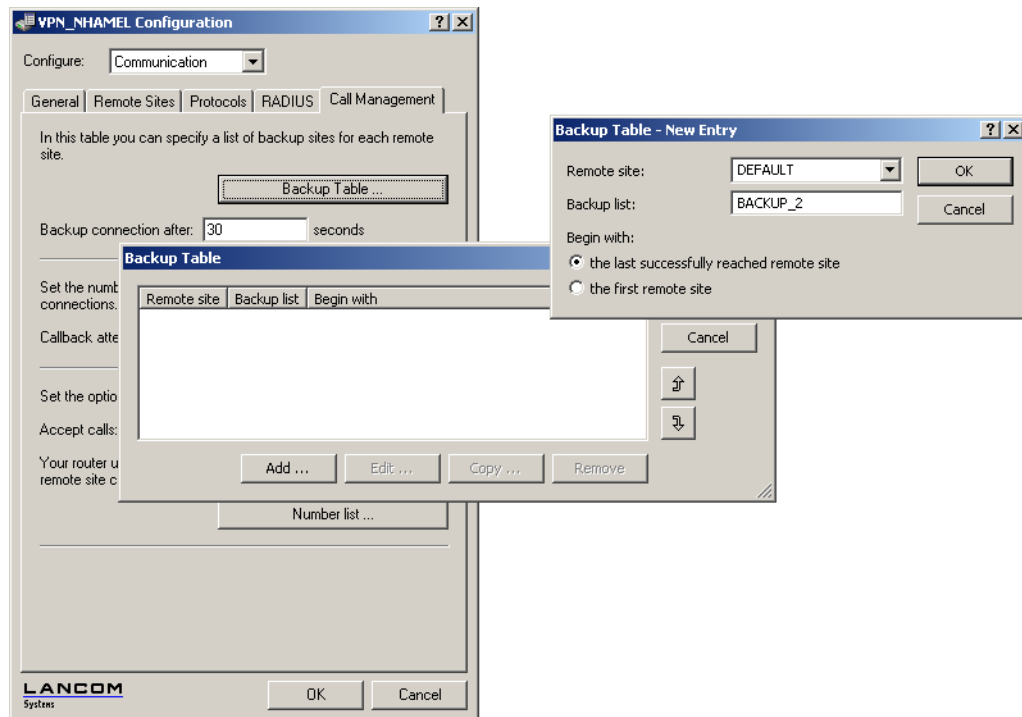 VPN_NHAMEL Configuration
Configure: Communication
General Remote Sites Protocols RADIUS Call Management
In this table you can specify a list of backup sites for each remote
site.
Backup Table ...
Backup connection after: 30 seconds
Set the numb
connections.
Callback atte
Set the optio
Accept calls:
Your router u
remote site c
Number list ...
LANCOM
Systems
OK Cancel
Backup Table
Remote site Backup list Begin with
Cancel
Add ... Edit ... Copy ... Remove
Backup Table - New Entry
Remote site: DEFAULT OK
Backup list: BACKUP_2 Cancel
Begin with:
the last successfully reached remote site
the first remote site